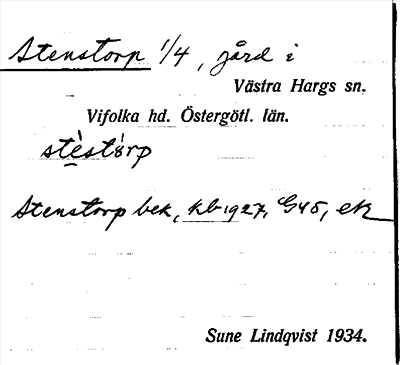 Stenstorp 1/4, gård i
Västra Hargs sn.
Vifolka hd. Östergötl. län.
stèstórp
Stenstorp bek, kb 1927, G45, ek
Sune Lindqvist 1934.